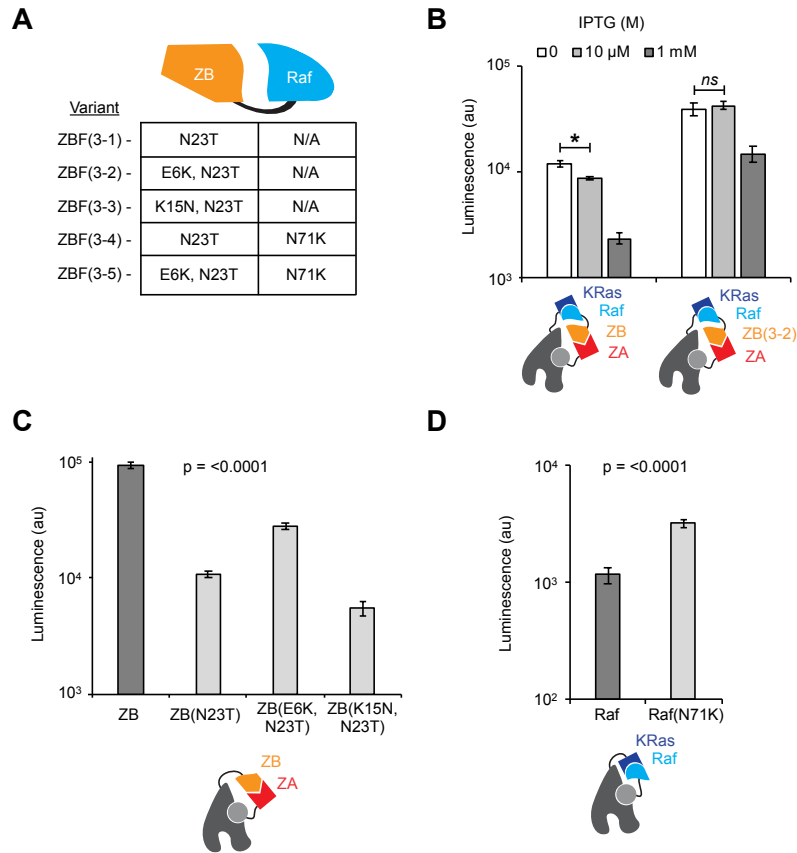 A
ZB
Raf
Variant
ZBF(3-1) - N23T N/A
ZBF(3-2) - E6K, N23T N/A
ZBF(3-3) - K15N, N23T N/A
ZBF(3-4) - N23T N71K
ZBF(3-5) - E6K, N23T N71K
B
IPTG (M)
0 10 µM 1 mM
Luminescence (au)
10⁵
10⁴
10³
*
ns
KRas
Raf
ZB
ZA
KRas
Raf
ZB(3-2)
ZA
C
p = <0.0001
Luminescence (au)
10⁵
10⁴
10³
ZB
ZB(N23T)
ZB(E6K,
N23T)
ZB(K15N,
N23T)
ZB
ZA
D
p = <0.0001
Luminescence (au)
10⁴
10³
10²
Raf
Raf(N71K)
KRas
Raf